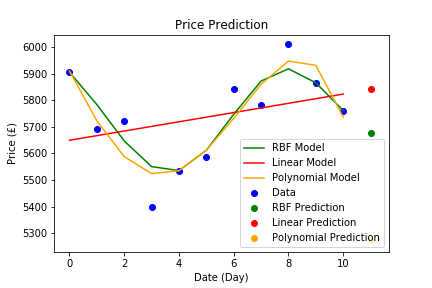 Price Prediction
6000
5900
5800
5700
5600
5500
5400
5300
Price (£)
0
2
4
6
8
10
Date (Day)
RBF Model
Linear Model
Polynomial Model
Data
RBF Prediction
Linear Prediction
Polynomial Prediction